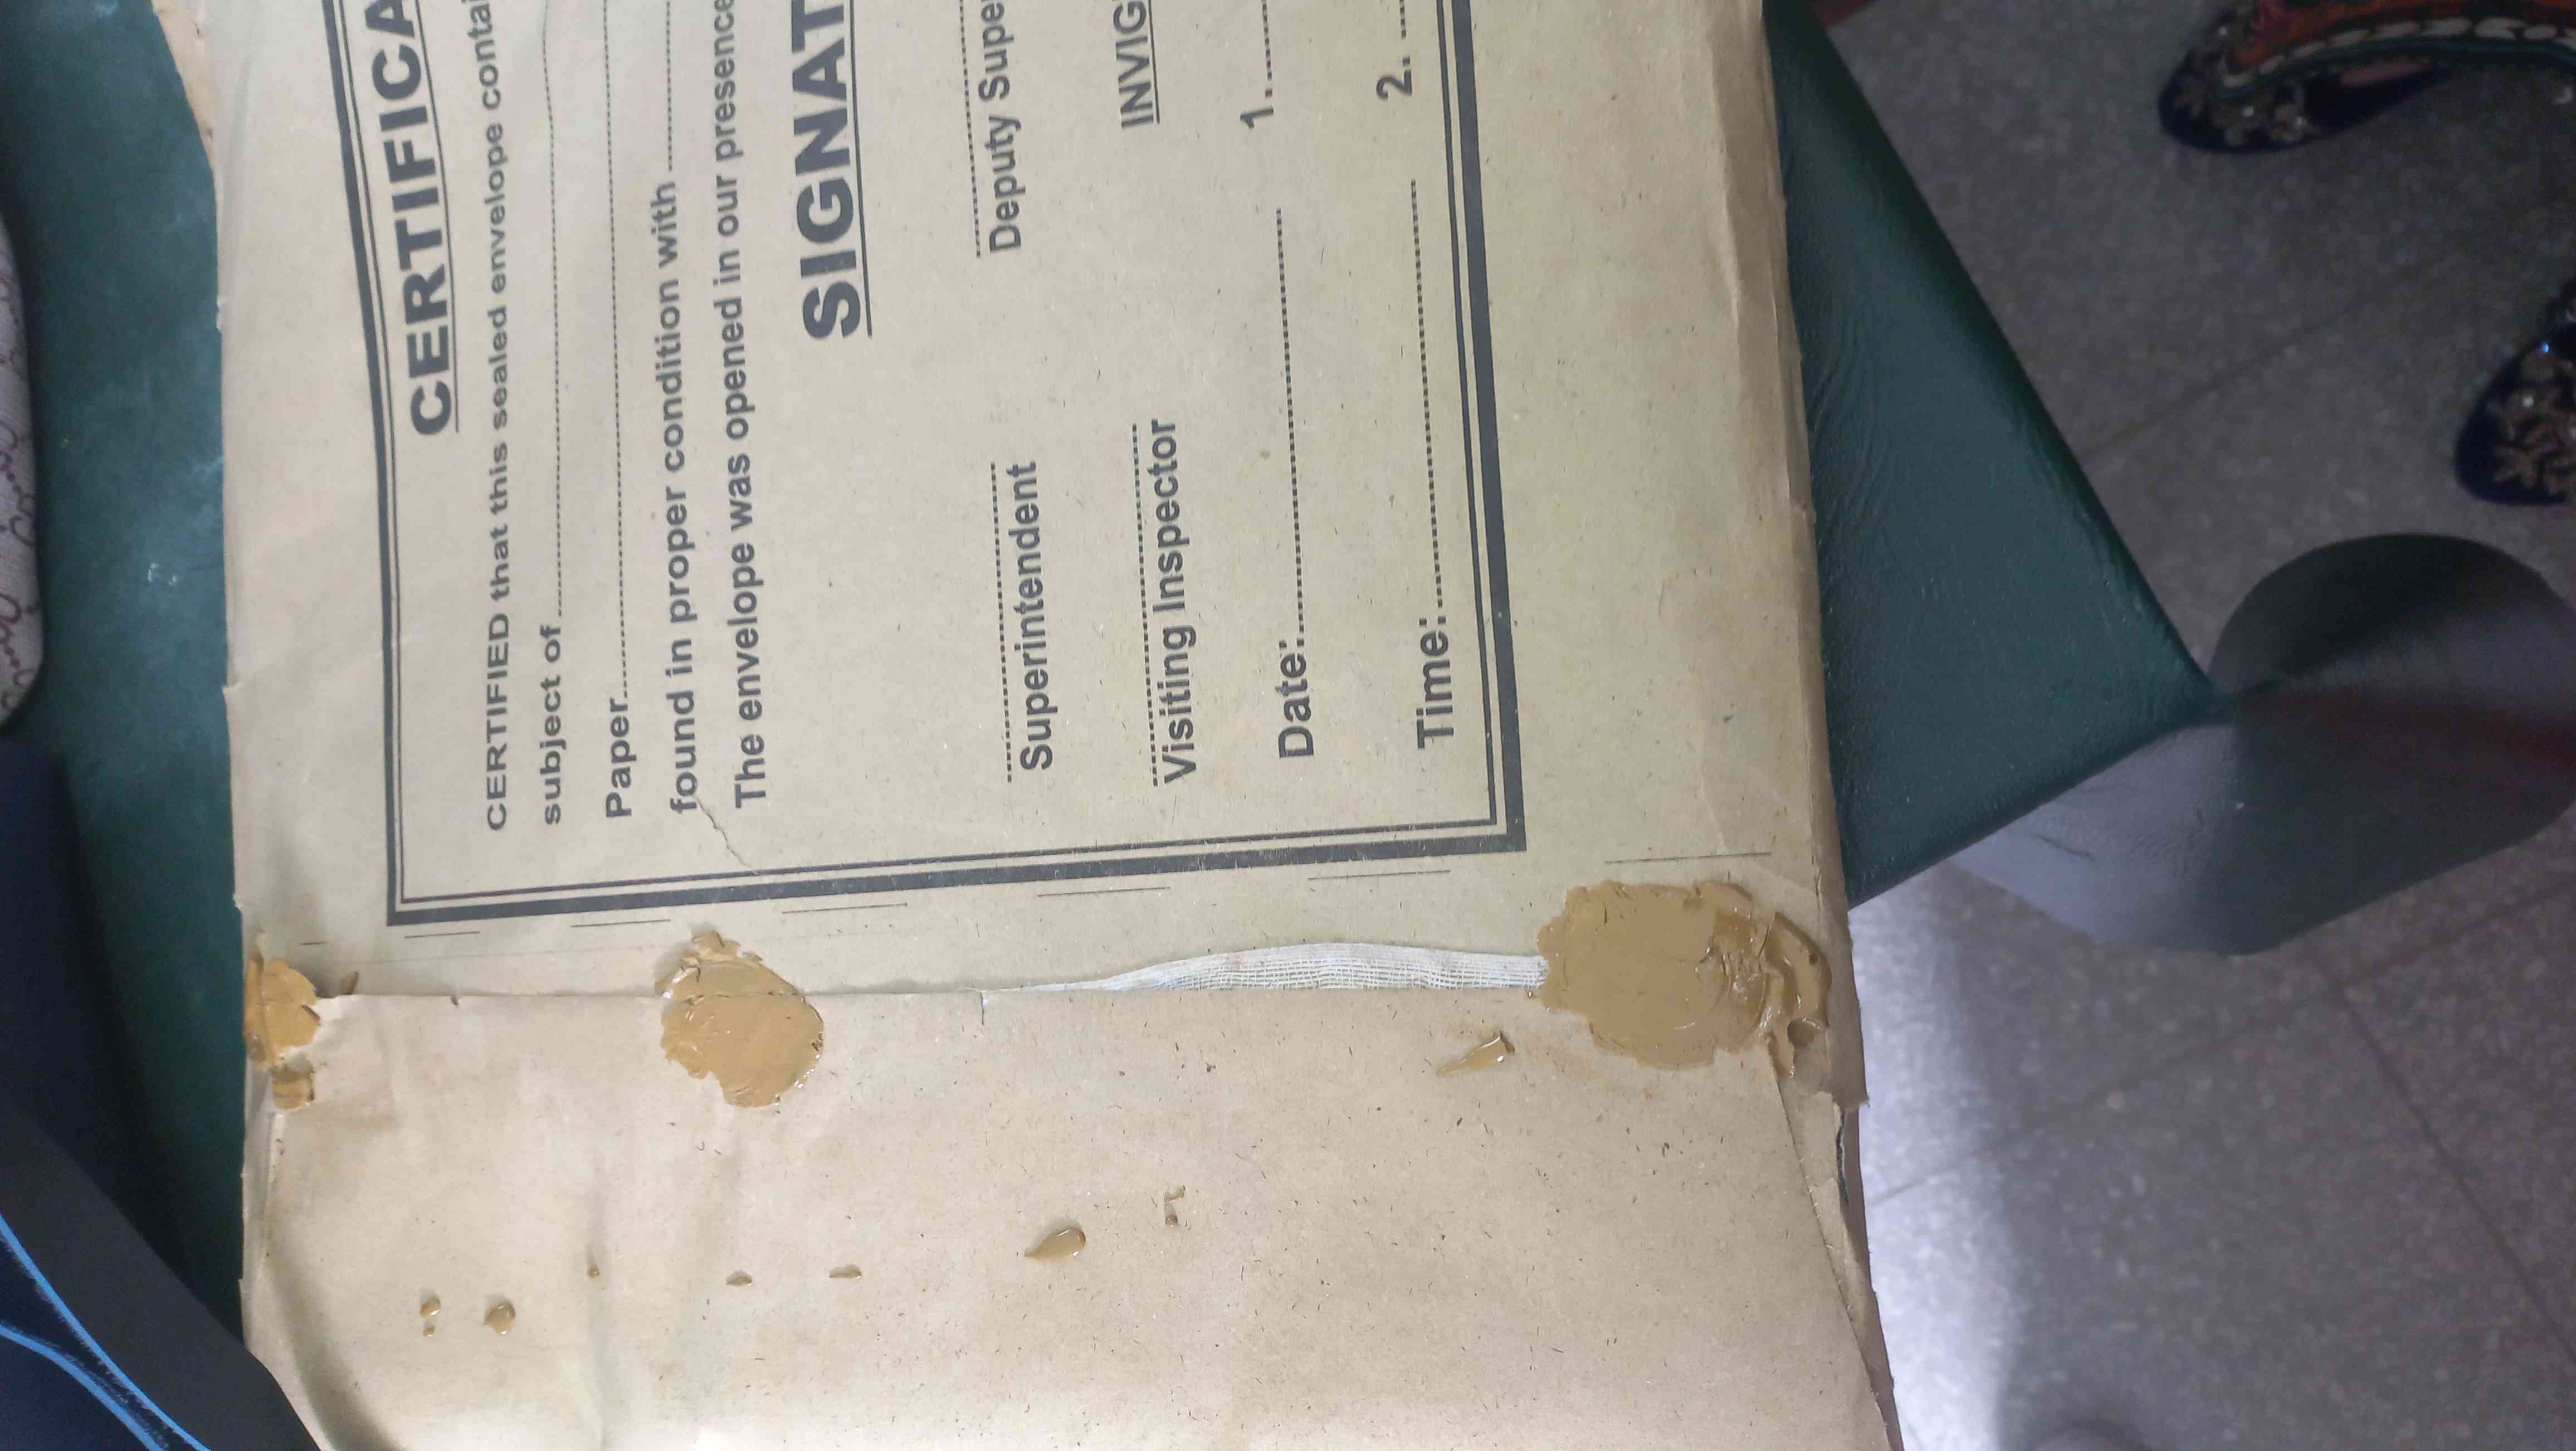 CERTIFICA
CERTIFIED that this sealed envelope contai
subject of
Paper
found in proper condition with
The envelope was opened in our presence
SIGNAT
Superintendent Deputy Supe
Visiting Inspector INVIG
Date: 1.
Time: 2.